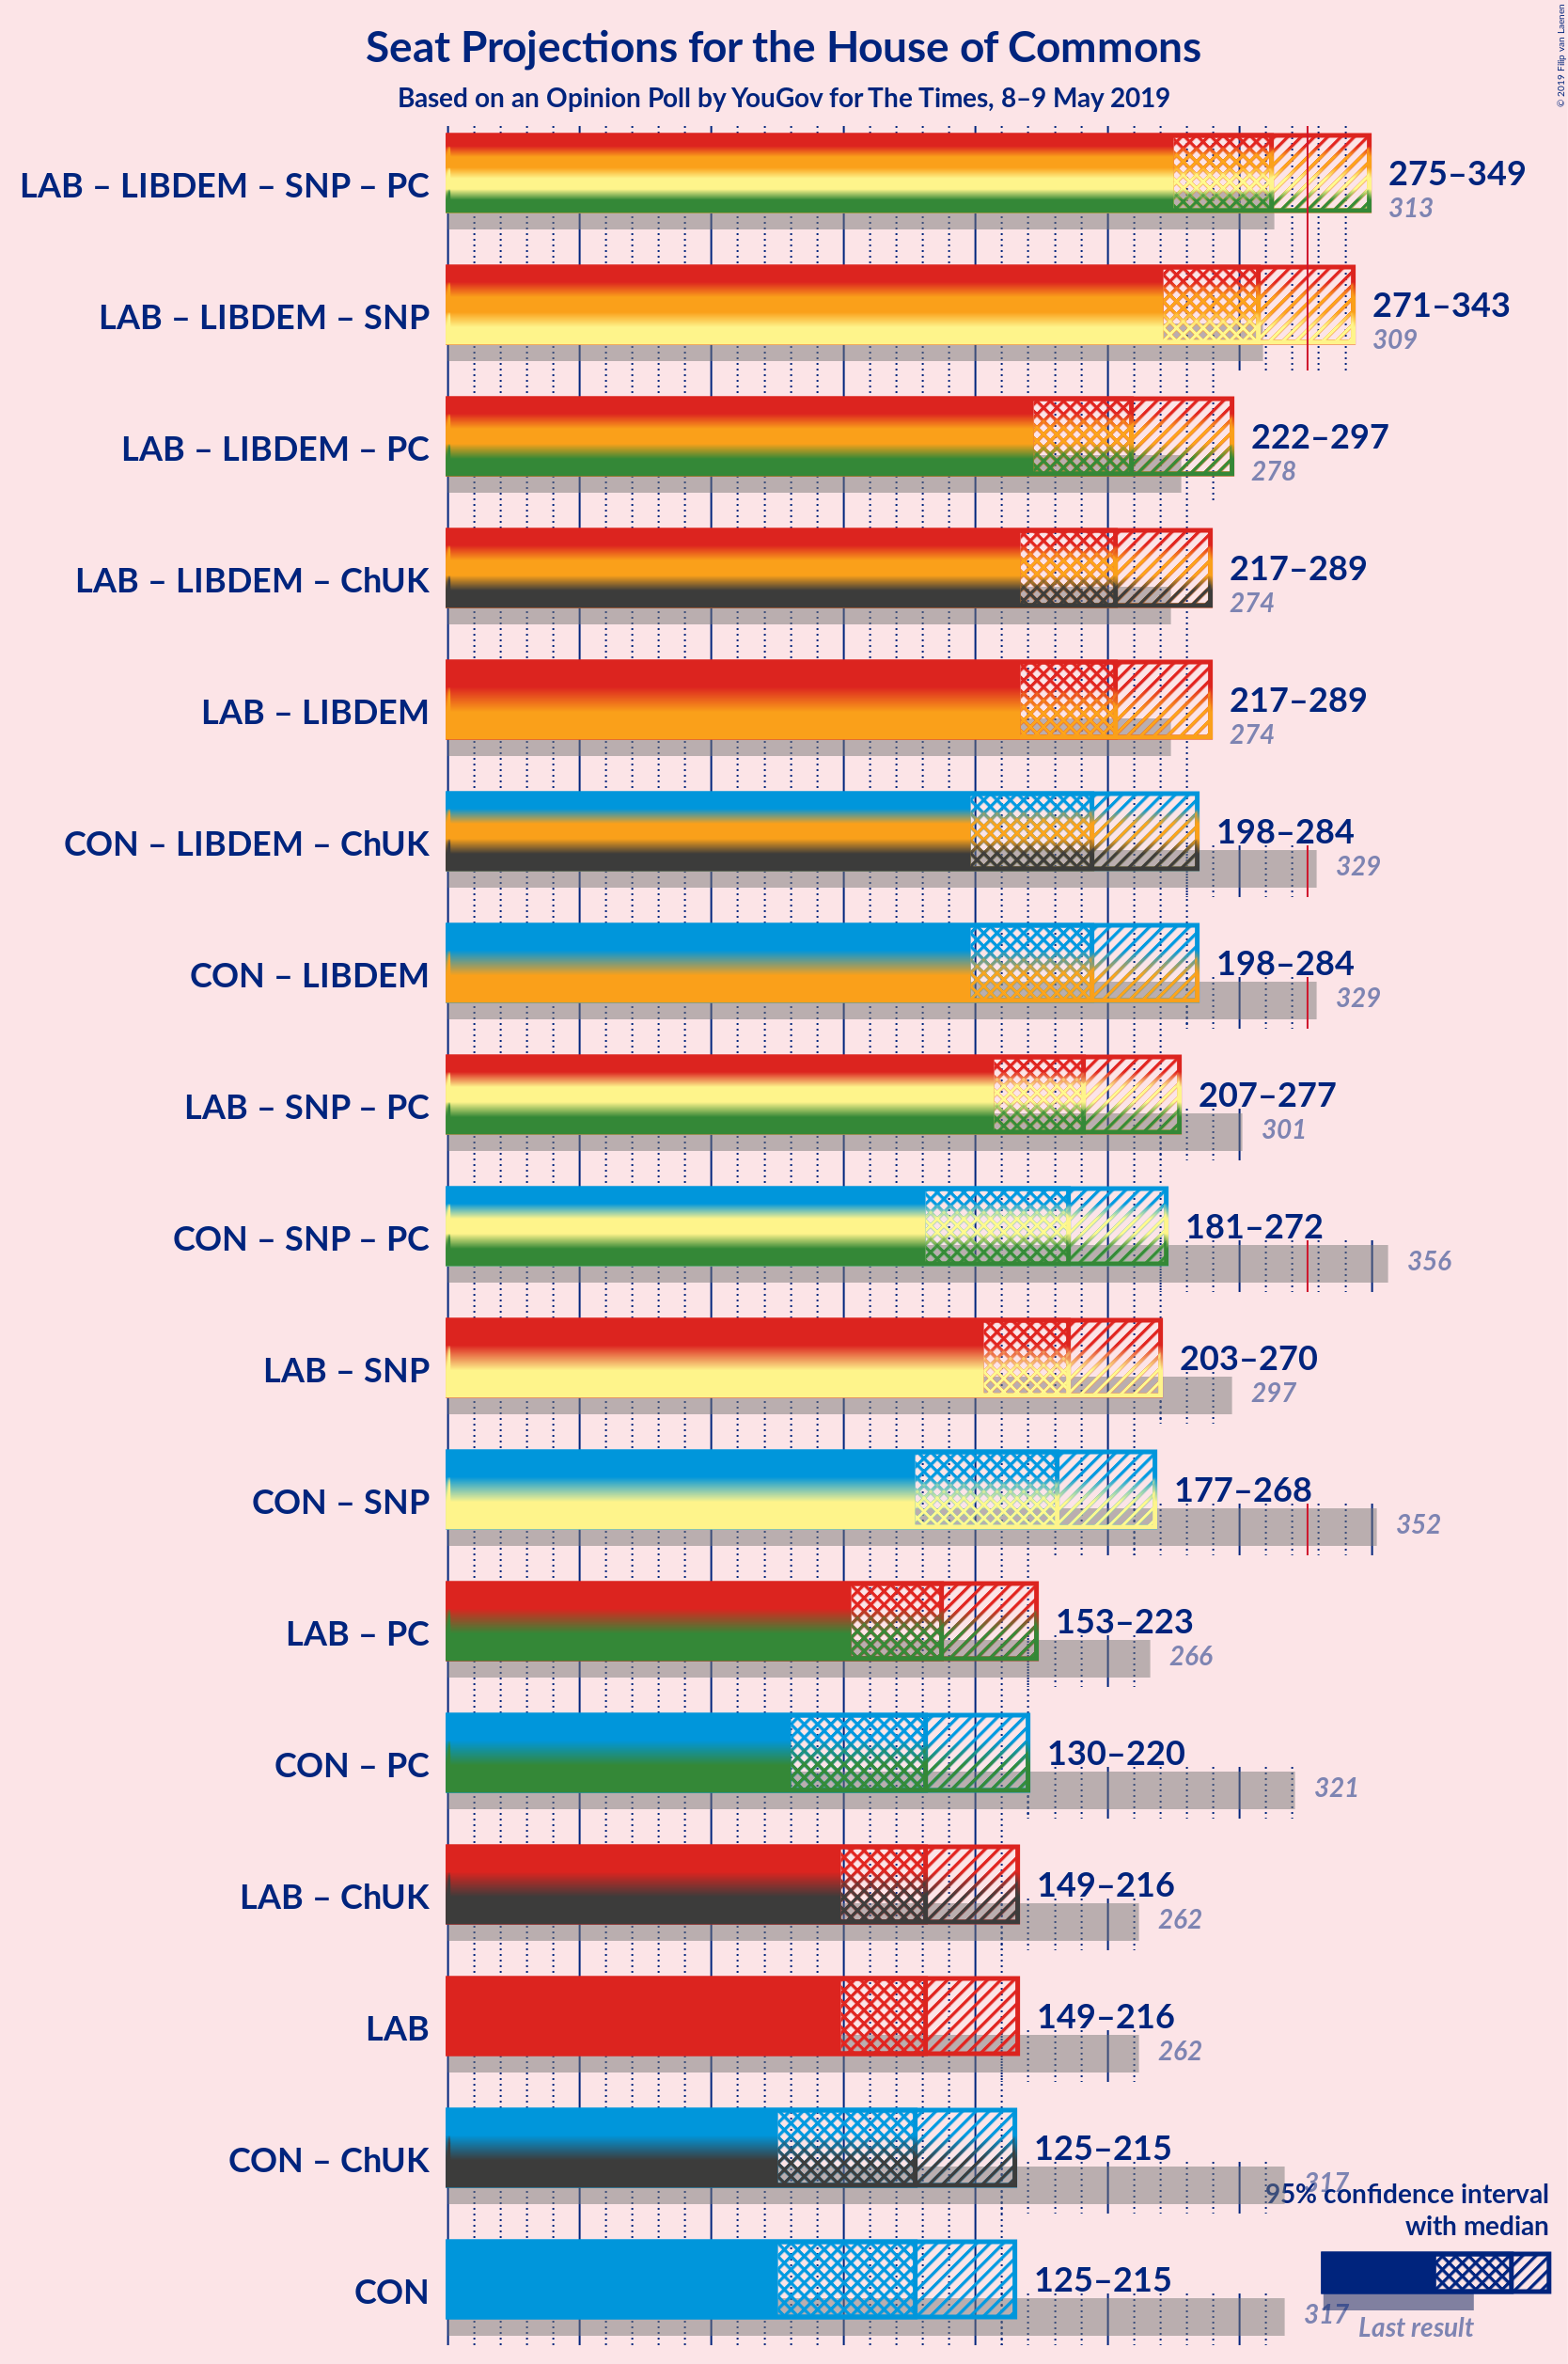 Seat Projections for the House of Commons
Based on an Opinion Poll by YouGov for The Times, 8–9 May 2019
© 2019 Filip van Laenen
LAB – LIBDEM – SNP – PC
275–349
313
LAB – LIBDEM – SNP
271–343
309
LAB – LIBDEM – PC
222–297
278
LAB – LIBDEM – ChUK
217–289
274
LAB – LIBDEM
217–289
274
CON – LIBDEM – ChUK
198–284
329
CON – LIBDEM
198–284
329
LAB – SNP – PC
207–277
301
CON – SNP – PC
181–272
356
LAB – SNP
203–270
297
CON – SNP
177–268
352
LAB – PC
153–223
266
CON – PC
130–220
321
LAB – ChUK
149–216
262
LAB
149–216
262
CON – ChUK
125–215
317
CON
125–215
317
95% confidence interval
with median
Last result